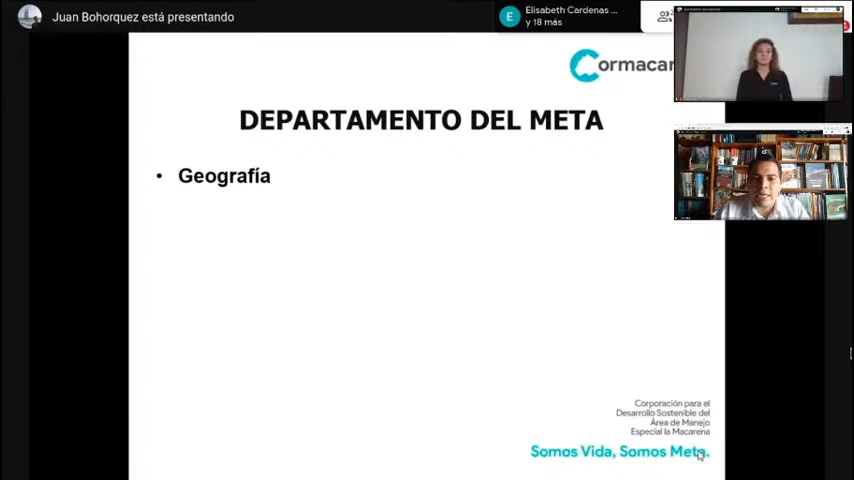 Juan Bohorquez está presentando
Elisabeth Cardenas ...
y 18 más
Cormacar
DEPARTAMENTO DEL META
• Geografía
Corporación para el
Desarrollo Sostenible del
Área de Manejo
Especial la Macarena
Somos Vida, Somos Meta.